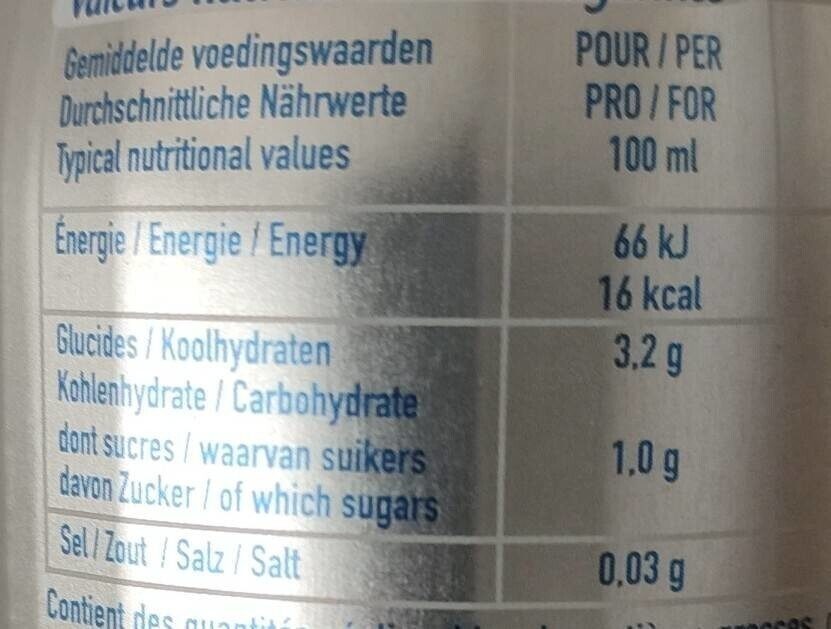 Gemiddelde voedingswaarden POUR / PER
Durchschnittliche Nährwerte PRO / FOR
Typical nutritional values 100 ml
Énergie / Energie / Energy 66 kJ
16 kcal
Glucides / Koolhydraten 3,2 g
Kohlenhydrate / Carbohydrate
dont sucres / waarvan suikers 1,0 g
davon Zucker / of which sugars
Sel / Zout / Salz / Salt 0,03 g
Contient des